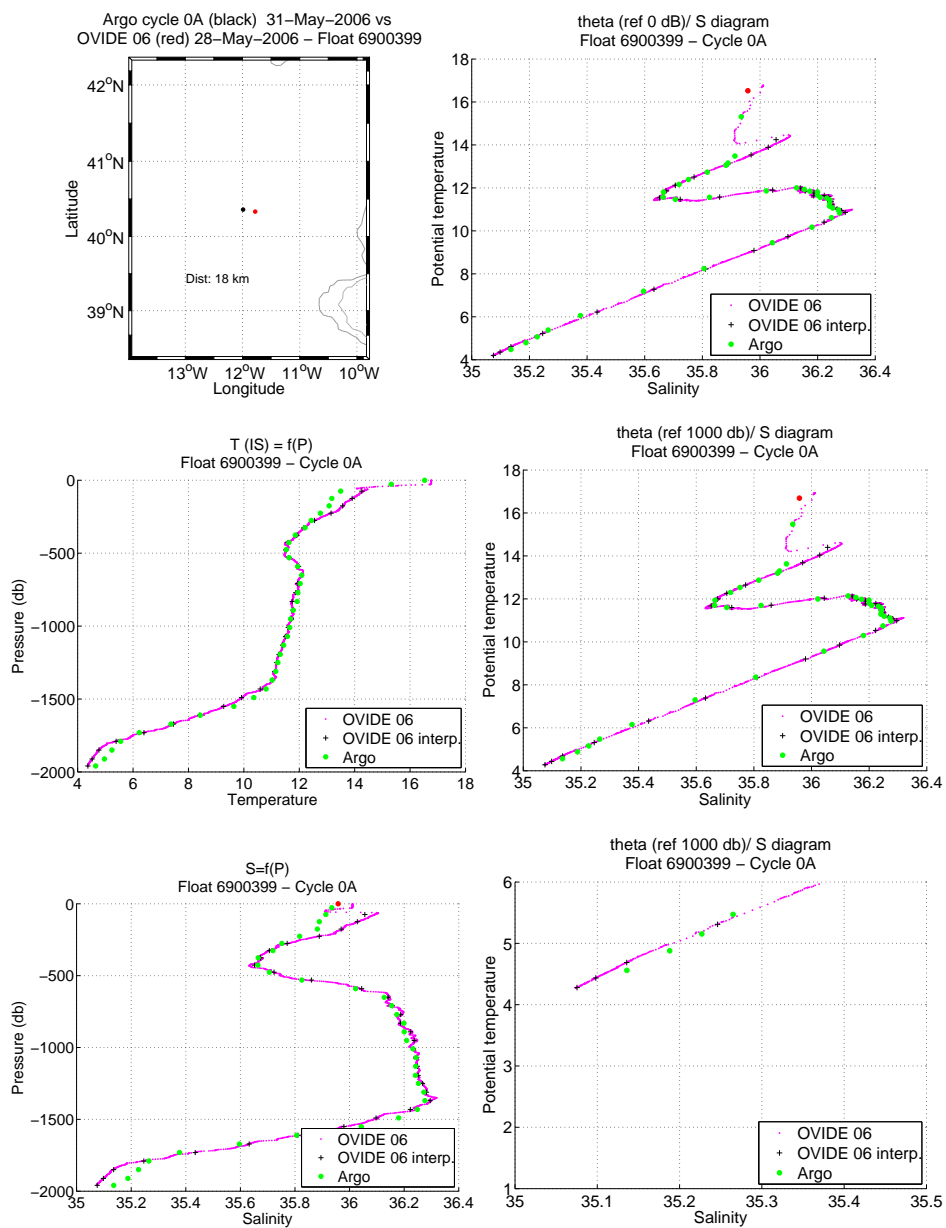 Argo cycle 0A (black)  31−May−2006 vs
OVIDE 06 (red) 28−May−2006 − Float 6900399
42oN
41oN
40oN
39oN
Latitude
Dist: 18 km
13oW
12oW
11oW
10oW
Longitude
theta (ref 0 dB)/ S diagram
Float 6900399 − Cycle 0A
18
16
14
12
10
8
6
4
Potential temperature
OVIDE 06
OVIDE 06 interp.
Argo
35
35.2
35.4
35.6
35.8
36
36.2
36.4
Salinity
T (IS) = f(P)
Float 6900399 − Cycle 0A
0
−500
−1000
−1500
−2000
Pressure (db)
OVIDE 06
OVIDE 06 interp.
Argo
4
6
8
10
12
14
16
18
Temperature
theta (ref 1000 db)/ S diagram
Float 6900399 − Cycle 0A
18
16
14
12
10
8
6
4
Potential temperature
OVIDE 06
OVIDE 06 interp.
Argo
35
35.2
35.4
35.6
35.8
36
36.2
36.4
Salinity
S=f(P)
Float 6900399 − Cycle 0A
0
−500
−1000
−1500
−2000
Pressure (db)
OVIDE 06
OVIDE 06 interp.
Argo
35
35.2
35.4
35.6
35.8
36
36.2
36.4
Salinity
theta (ref 1000 db)/ S diagram
Float 6900399 − Cycle 0A
6
5
4
3
2
1
Potential temperature
OVIDE 06
OVIDE 06 interp.
Argo
35
35.1
35.2
35.3
35.4
35.5
Salinity